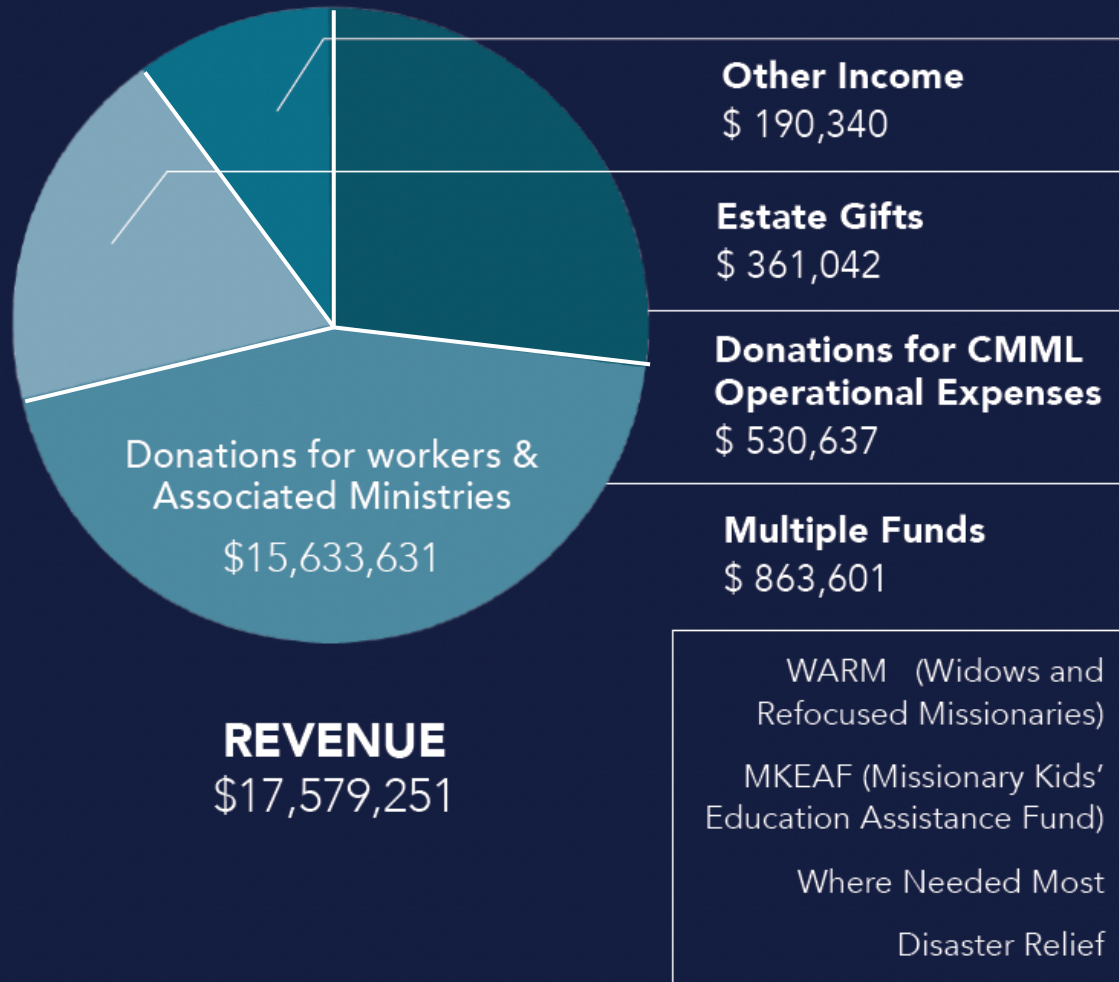 Other Income
$ 190,340
Estate Gifts
$ 361,042
Donations for CMML
Operational Expenses
$ 530,637
Multiple Funds
$ 863,601
WARM (Widows and
Refocused Missionaries)
MKEAF (Missionary Kids'
Education Assistance Fund)
Where Needed Most
Disaster Relief
Donations for workers &
Associated Ministries
$15,633,631
REVENUE
$17,579,251